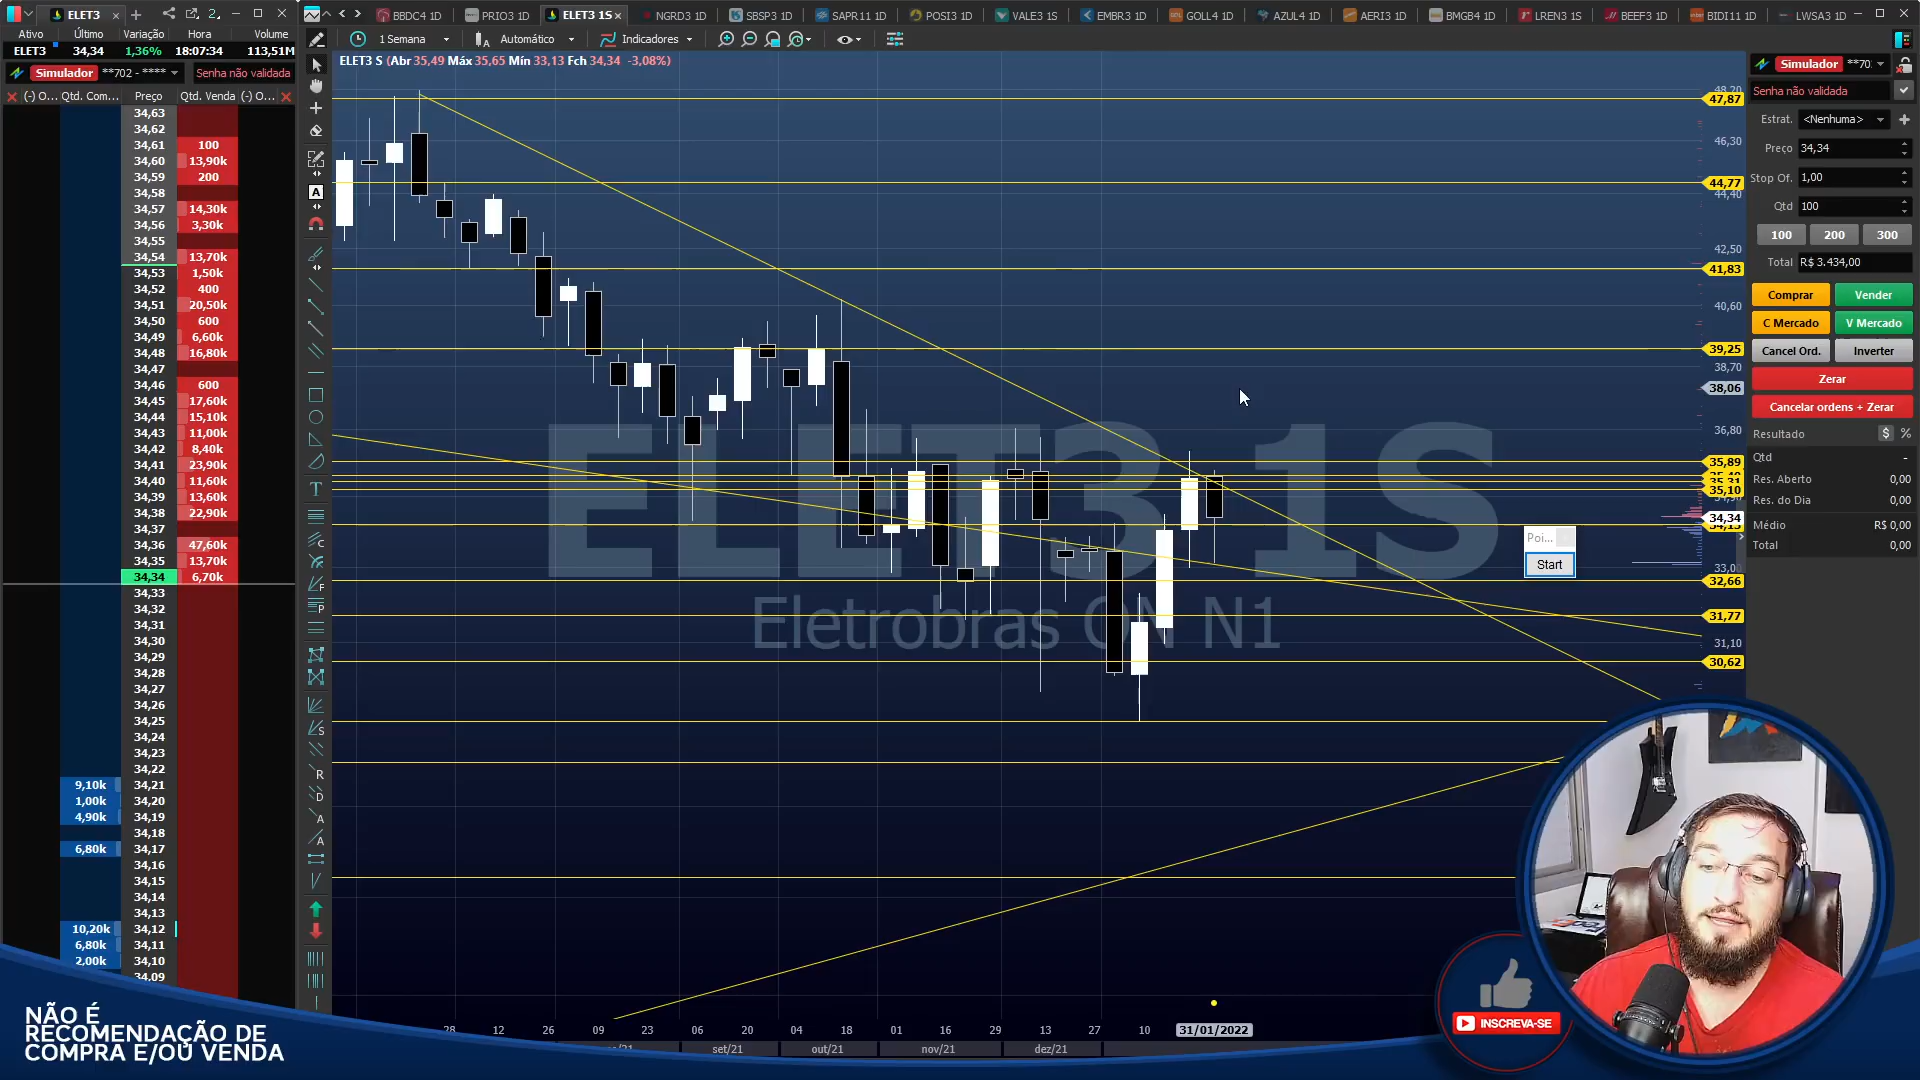 ELET3
2
BBDC4 1D
PRIO3 1D
ELET3 1S
NGRD3 1D
SBSP3 1D
SAPR11 1D
POSI3 1D
VALE3 1S
EMBR3 1D
GOLL4 1D
AZUL4 1D
AERI3 1D
BMGB4 1D
LREN3 1S
BEEF3 1D
BIDI11 1D
LWSA3 1D
Ativo Último Variação Hora Volume
ELET3 34,34 1,36% 18:07:34 113,51M
Simulador **702 - **** Senha não validada
(-) O... Qtd. Com... Preço Qtd. Venda (-) O...
34,63
34,62
34,61 100
34,60 13,90k
34,59 200
34,58
34,57 14,30k
34,56 3,30k
34,55
34,54 13,70k
34,53 1,50k
34,52 400
34,51 20,50k
34,50 600
34,49 6,60k
34,48 16,80k
34,47
34,46 600
34,45 17,60k
34,44 15,10k
34,43 11,00k
34,42 8,40k
34,41 23,90k
34,40 11,60k
34,39 13,60k
34,38 22,90k
34,37
34,36 47,60k
34,35 13,70k
34,34 6,70k
34,33
34,32
34,31
34,30
34,29
34,28
34,27
34,26
34,25
34,24
34,23
34,22
9,10k 34,21
1,00k 34,20
4,90k 34,19
34,18
6,80k 34,17
34,16
34,15
34,14
34,13
10,20k 34,12
6,80k 34,11
2,00k 34,10
34,09
1 Semana Automático Indicadores
ELET3 S (Abr 35,49 Máx 35,65 Mín 33,13 Fch 34,34 -3,08%)
ELET3 1S
Eletrobras ON N1
48,20
47,87
46,30
44,77
44,40
42,50
41,83
40,60
39,25
38,70
38,06
36,80
35,89
35,31
35,10
34,34
33,00
32,66
31,77
31,10
30,62
Poi...
Start
28 12 26 09 23 06 20 04 18 01 16 29 13 27 10 31/01/2022
set/21 out/21 nov/21 dez/21
Simulador **70
Senha não validada
Estrat. <Nenhuma>
Preço 34,34
Stop Of. 1,00
Qtd 100
100 200 300
Total R$ 3.434,00
Comprar Vender
C Mercado V Mercado
Cancel Ord. Inverter
Zerar
Cancelar ordens + Zerar
Resultado $ %
Qtd -
Res. Aberto 0,00
Res. do Dia 0,00
Médio R$ 0,00
Total 0,00
NÃO É
RECOMENDAÇÃO DE
COMPRA E/OU VENDA
INSCREVA-SE